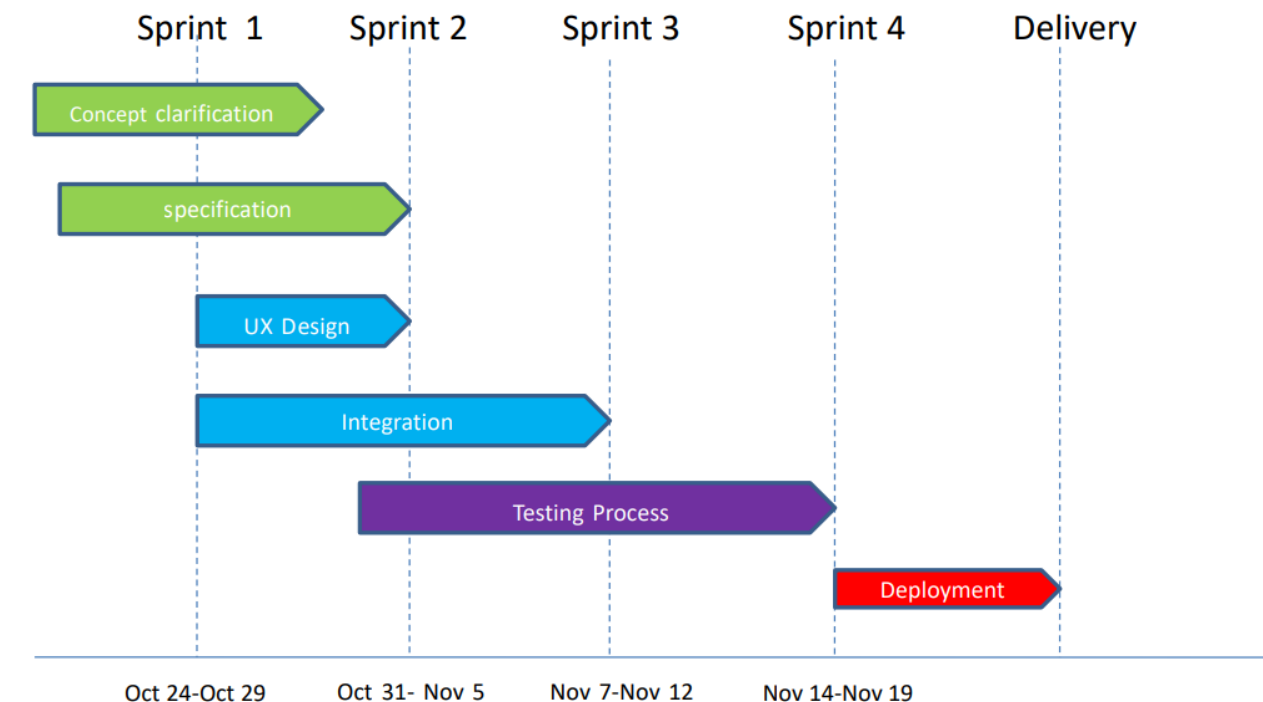 Sprint 1 Sprint 2 Sprint 3 Sprint 4 Delivery
Concept clarification
specification
UX Design
Integration
Testing Process
Deployment
Oct 24-Oct 29 Oct 31- Nov 5 Nov 7-Nov 12 Nov 14-Nov 19